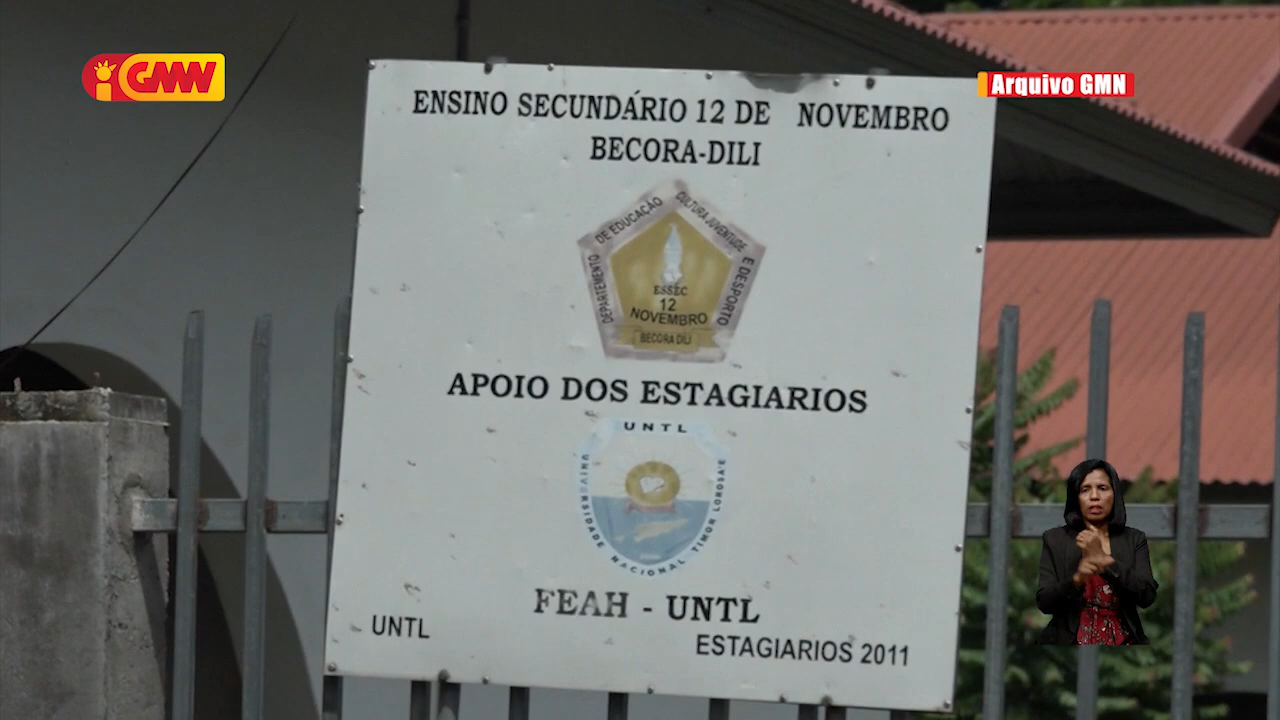 GMN
Arquivo GMN
ENSINO SECUNDÁRIO 12 DE NOVEMBRO
BECORA-DILI
DEPARTEMENTO DE EDUCAÇÃO CULTURA JUVENTUDE E DESPORTO
ESSEC
12
NOVEMBRO
BECORA DILI
APOIO DOS ESTAGIARIOS
UNTL
UNIVERSIDADE NACIONAL TIMOR LOROSA'E
FEAH - UNTL
UNTL
ESTAGIARIOS 2011